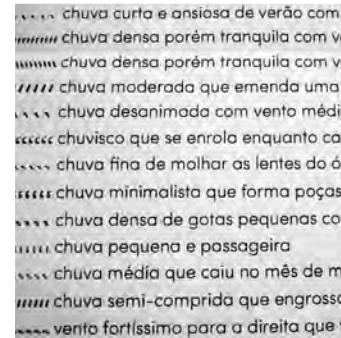 chuva curta e ansiosa de verão com
chuva densa porém tranquila com v
chuva densa porém tranquila com v
chuva moderada que emenda uma
chuva desanimada com vento médi
chuvisco que se enrola enquanto ca
chuva fina de molhar as lentes do ó
chuva minimalista que forma poças
chuva densa de gotas pequenas co
chuva pequena e passageira
chuva média que caiu no mês de m
chuva semi-comprida que engross
vento fortíssimo para a direita que